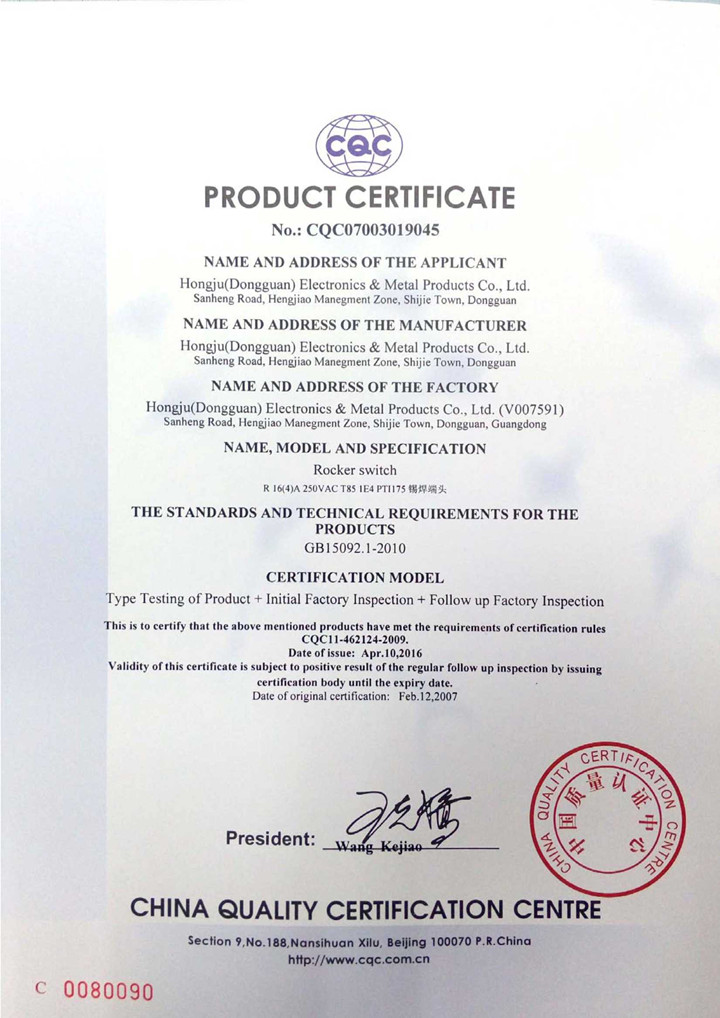 CQC
PRODUCT CERTIFICATE
No.: CQC07003019045
NAME AND ADDRESS OF THE APPLICANT
Hongju(Dongguan) Electronics & Metal Products Co., Ltd.
Sanheng Road, Hengjiao Manegment Zone, Shijie Town, Dongguan
NAME AND ADDRESS OF THE MANUFACTURER
Hongju(Dongguan) Electronics & Metal Products Co., Ltd.
Sanheng Road, Hengjiao Manegment Zone, Shijie Town, Dongguan
NAME AND ADDRESS OF THE FACTORY
Hongju(Dongguan) Electronics & Metal Products Co., Ltd. (V007591)
Sanheng Road, Hengjiao Manegment Zone, Shijie Town, Dongguan, Guangdong
NAME, MODEL AND SPECIFICATION
Rocker switch
R 16(4)A 250VAC T85 1E4 PTI175 锡焊端头
THE STANDARDS AND TECHNICAL REQUIREMENTS FOR THE
PRODUCTS
GB15092.1-2010
CERTIFICATION MODEL
Type Testing of Product + Initial Factory Inspection + Follow up Factory Inspection
This is to certify that the above mentioned products have met the requirements of certification rules
CQC11-462124-2009.
Date of issue: Apr.10,2016
Validity of this certificate is subject to positive result of the regular follow up inspection by issuing
certification body until the expiry date.
Date of original certification: Feb.12,2007
President:
Wang Kejiao
CHINA QUALITY CERTIFICATION CENTRE
中国质量认证中心
CHINA QUALITY CERTIFICATION CENTRE
Section 9,No.188,Nansihuan Xilu, Beijing 100070 P.R.China
http://www.cqc.com.cn
C 0080090